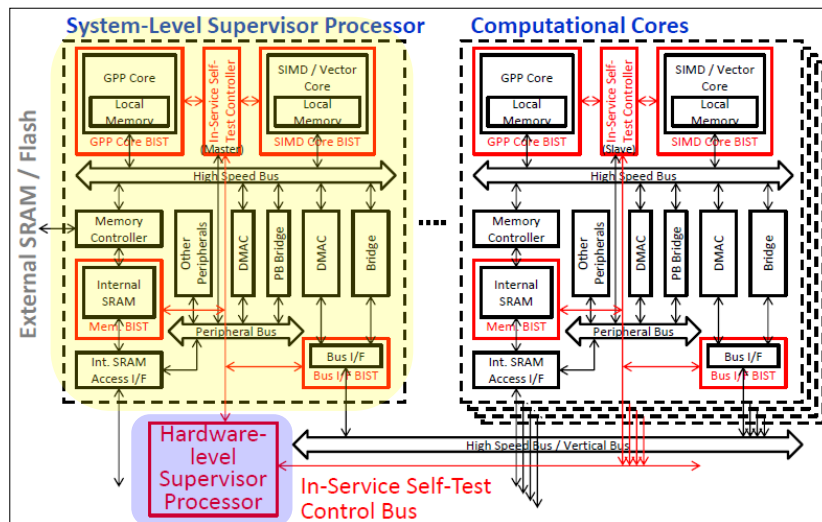 System-Level Supervisor Processor
Computational Cores
External SRAM / Flash
GPP Core
Local
Memory
GPP Core BIST
In-Service Self-
Test Controller
(Master)
SIMD / Vector
Core
Local
Memory
SIMD Core BIST
High Speed Bus
Memory
Controller
Other
Peripherals
DMAC
PB Bridge
DMAC
Bridge
Internal
SRAM
Mem. BIST
Peripheral Bus
Int. SRAM
Access I/F
Bus I/F
Bus I/F BIST
GPP Core
Local
Memory
GPP Core BIST
In-Service Self-
Test Controller
(Slave)
SIMD / Vector
Core
Local
Memory
SIMD Core BIST
High Speed Bus
Memory
Controller
Other
Peripherals
DMAC
PB Bridge
DMAC
Bridge
Internal
SRAM
Mem. BIST
Peripheral Bus
Int. SRAM
Access I/F
Bus I/F
Bus I/F BIST
Hardware-
level
Supervisor
Processor
High Speed Bus / Vertical Bus
In-Service Self-Test
Control Bus